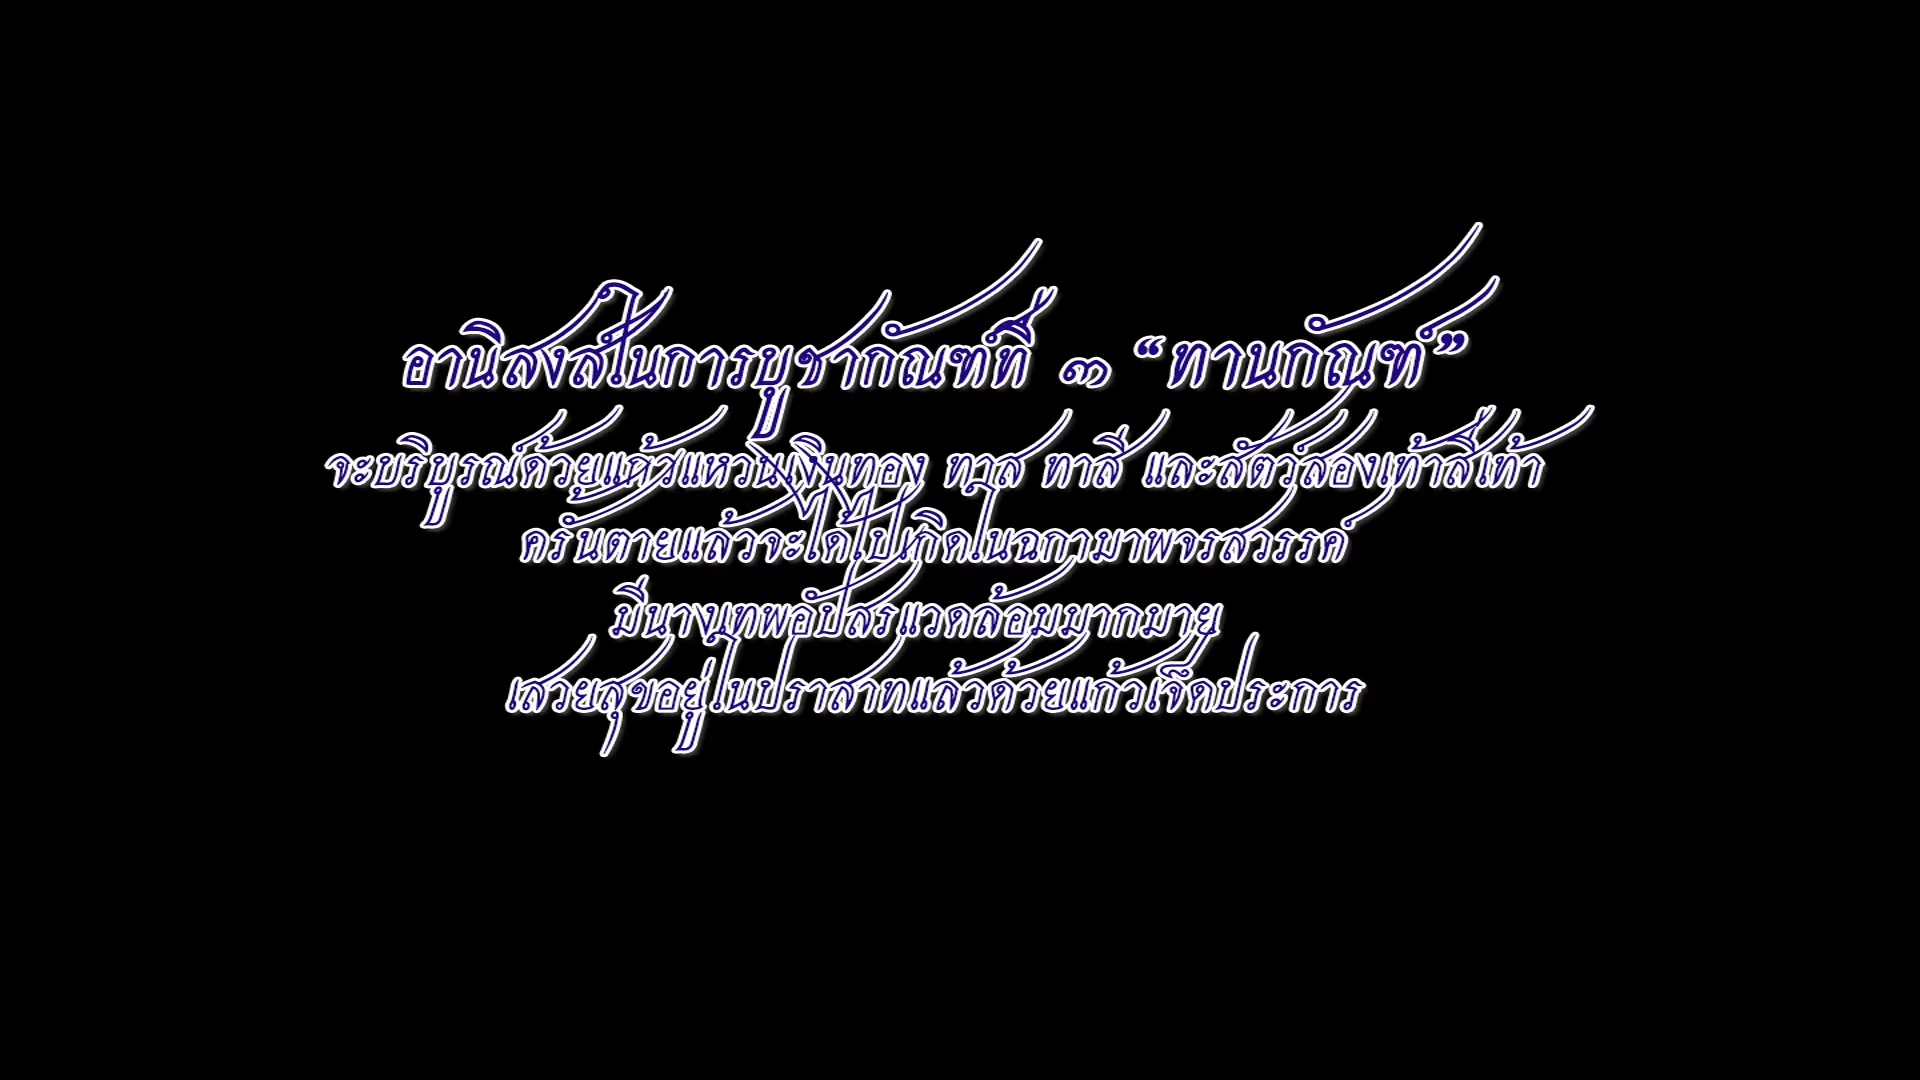 อานิสงส์ในการบูชากัณฑ์ที่ ๓ “ทานกัณฑ์”
จะบริบูรณ์ด้วยแก้วแหวนเงินทอง ทาส ทาสี และสัตว์สองเท้าสี่เท้า
ครั้นตายแล้วจะได้ไปเกิดในฉกามาพจรสวรรค์
มีนางเทพอัปสรแวดล้อมมากมาย
เสวยสุขอยู่ในปราสาทแล้วด้วยแก้วเจ็ดประการ